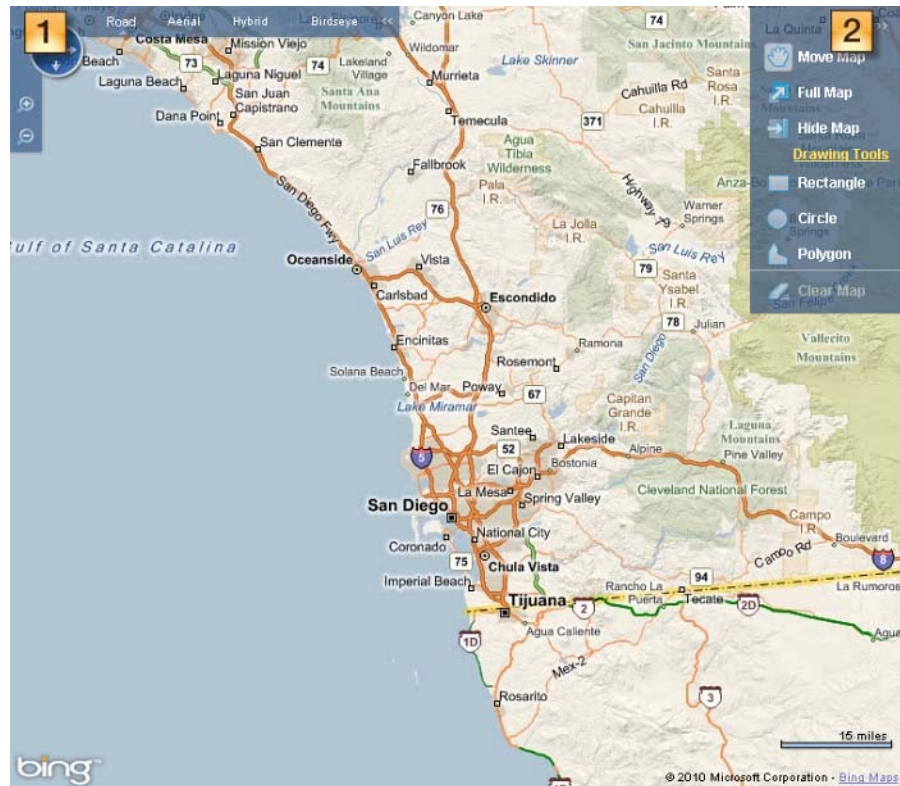 1
Road Aerial Hybrid Birdseye <<
2
Move Map
Full Map
Hide Map
Drawing Tools
Rectangle
Circle
Polygon
Clear Map
Canyon Lake
74
La Quinta
Costa Mesa
Mission Viejo
Wildomar
San Jacinto Mountains
Beach
73
74
Lakeland
Village
Lake Skinner
Laguna Beach
Laguna Niguel
Murrieta
Santa
Rosa
I.R.
San Juan
Capistrano
Santa Ana
Mountains
Cahuilla Rd
Cahuilla
I.R.
Dana Point
Temecula
371
San Clemente
Agua
Tibia
Wilderness
Fallbrook
Pala
I.R.
Highway 79
Warner
Springs
San Diego Fwy
76
La Jolla
I.R.
San Luis Rey
San Luis Rey
Gulf of Santa Catalina
Oceanside
Vista
79
Santa
Ysabel
I.R.
Carlsbad
Escondido
78
Julian
Encinitas
Ramona
San Diego
Vallecito
Mountains
Solana Beach
Rosemont
Del Mar
Poway
67
Lake Miramar
Capitan
Grande
I.R.
Laguna
Mountains
Santee
Lakeside
5
52
Alpine
Pine Valley
El Cajon
Bostonia
La Mesa
Spring Valley
Cleveland National Forest
San Diego
Campo
I.R.
National City
Coronado
Campo Rd
Boulevard
75
Chula Vista
8
Imperial Beach
94
Rancho La
Puerta
La Rumoros
Tijuana
2
Tecate
2D
1D
Agua Caliente
Agua
Mex-2
Rosarito
3
15 miles
bing™
© 2010 Microsoft Corporation - Bing Maps